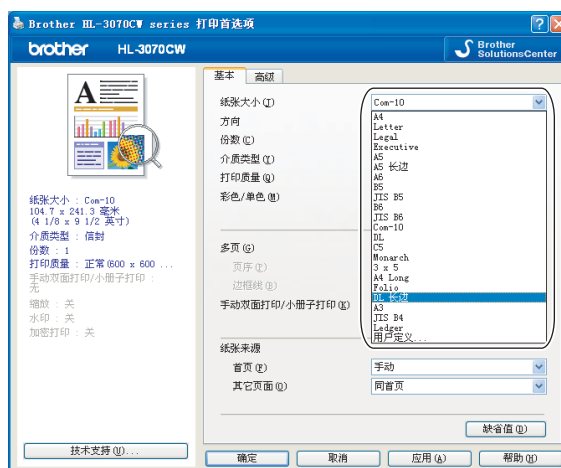 Brother HL-3070CW series 打印首选项
brother HL-3070CW
Brother SolutionsCenter
基本 高级
纸张大小(I)
方向
份数(C)
介质类型(Y)
打印质量(Q)
彩色/单色(M)
多页(G)
页序(P)
边框线(B)
手动双面打印/小册子打印(K)
纸张来源
首页(F) 手动
其它页面(O) 同首页
Com-10
A4
Letter
Legal
Executive
A5
A5 长边
A6
B5
JIS B5
B6
JIS B6
Com-10
DL
C5
Monarch
3 x 5
A4 Long
Folio
DL 长边
A3
JIS B4
Ledger
用户定义...
A
纸张大小 : Com-10
104.7 x 241.3 毫米
(4 1/8 x 9 1/2 英寸)
介质类型 : 信封
份数 : 1
打印质量 : 正常(600 x 600 ...
手动双面打印/小册子打印 :
无
缩放 : 关
水印 : 关
加密打印 : 关
缺省值(D)
技术支持(U)...
确定 取消 应用(A) 帮助(H)